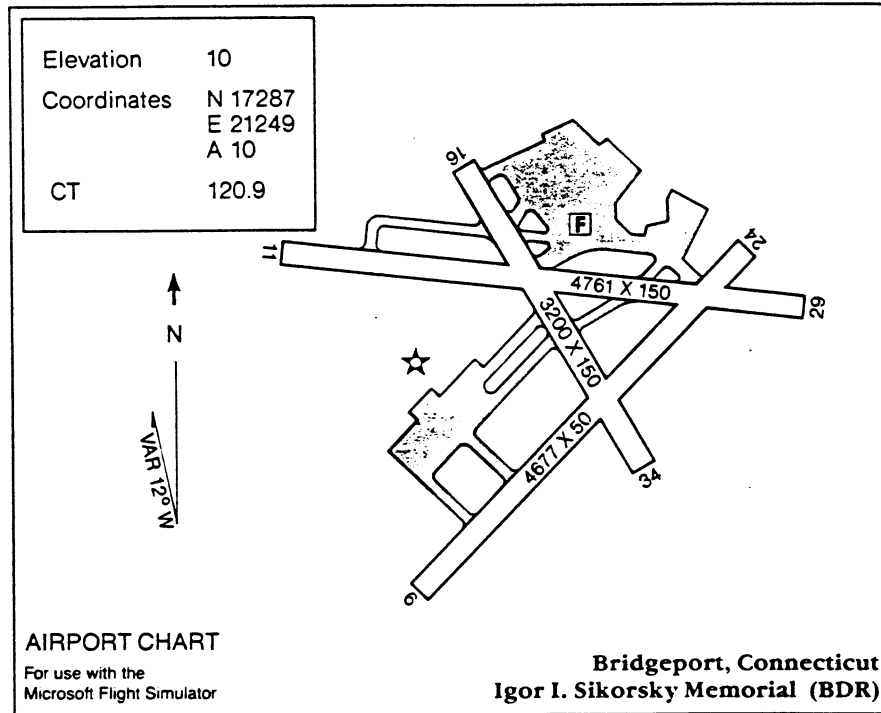 Elevation 10
Coordinates N 17287
E 21249
A 10
CT 120.9
16
F
24
11
4761 X 150
29
3200 X 150
N
4677 X 50
VAR 12° W
34
6
AIRPORT CHART
For use with the
Microsoft Flight Simulator
Bridgeport, Connecticut
Igor I. Sikorsky Memorial (BDR)